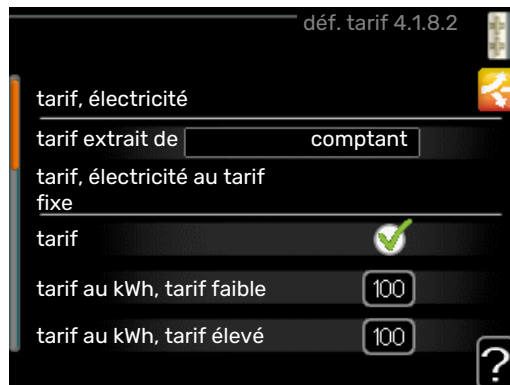 déf. tarif 4.1.8.2
tarif, électricité
tarif extrait de comptant
tarif, électricité au tarif
fixe
tarif
tarif au kWh, tarif faible 100
tarif au kWh, tarif élevé 100
?